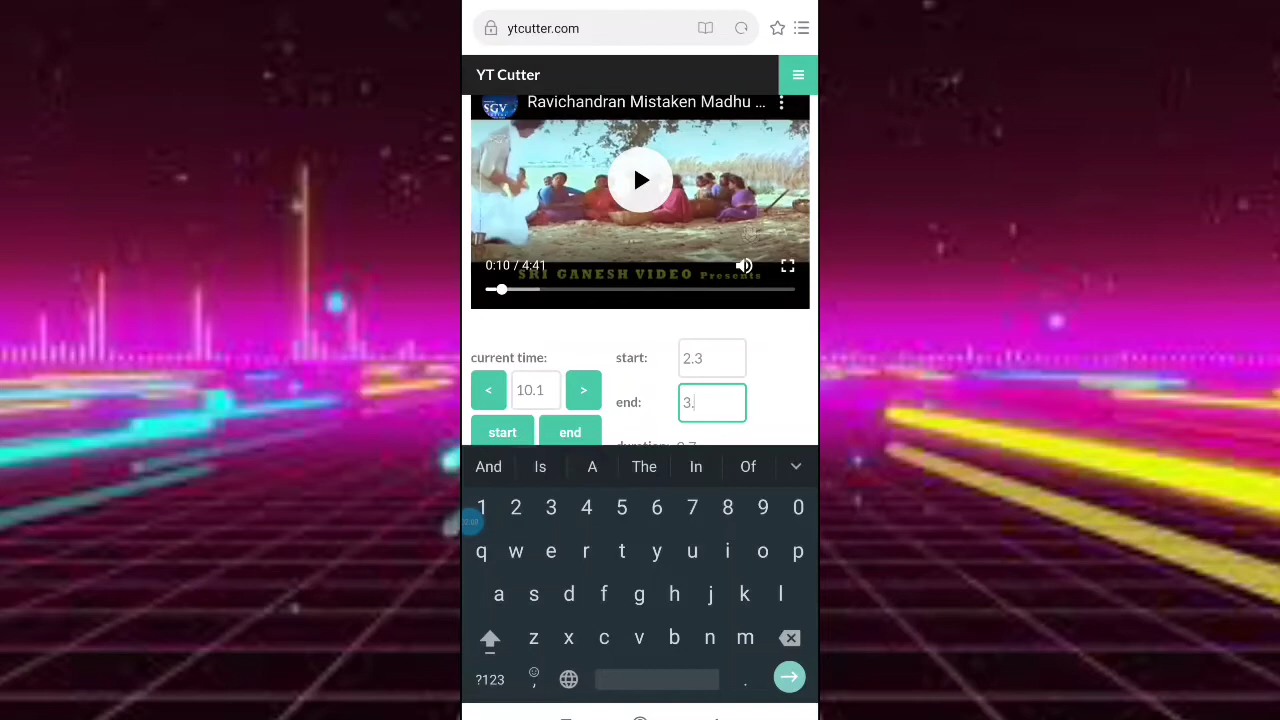 ytcutter.com
YT Cutter
SGV
Ravichandran Mistaken Madhu ...
0:10 / 4:41
SRI GANESH VIDEO Presents
current time:
start:
2.3
< 10.1 >
end:
3.
start
end
And Is A The In Of
1 2 3 4 5 6 7 8 9 0
02:00
q w e r t y u i o p
a s d f g h j k l
z x c v b n m
?123 , .